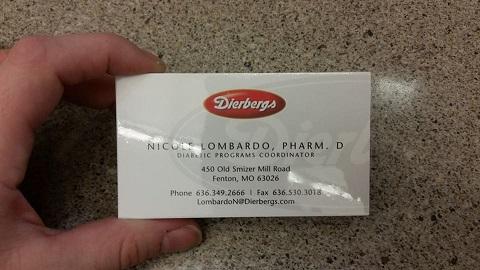 Dierbergs
NICOLE LOMBARDO, PHARM. D
DIABETIC PROGRAMS COORDINATOR
450 Old Smizer Mill Road
Fenton, MO 63026
Phone 636.349.2666 | Fax 636.530.3018
LombardoN@Dierbergs.com